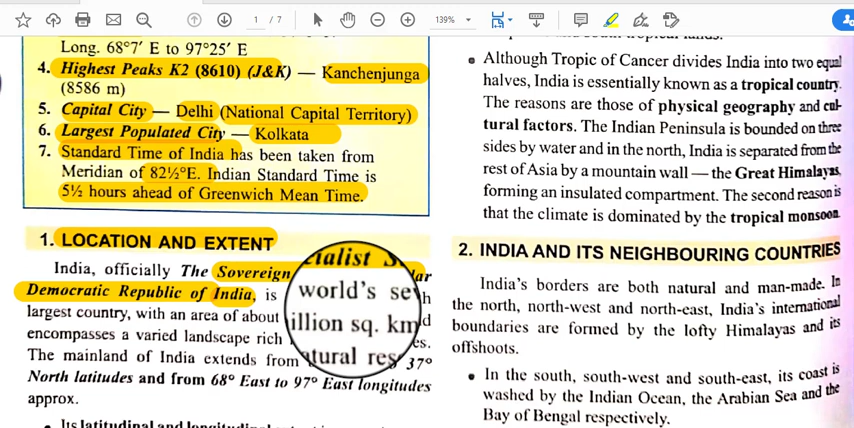 1 / 7
139%
Long. 68°7′ E to 97°25′ E
4. Highest Peaks K2 (8610) (J&K) — Kanchenjunga
(8586 m)
5. Capital City — Delhi (National Capital Territory)
6. Largest Populated City — Kolkata
7. Standard Time of India has been taken from
Meridian of 82½°E. Indian Standard Time is
5½ hours ahead of Greenwich Mean Time.
1. LOCATION AND EXTENT
India, officially The Sovereign
Democratic Republic of India, is world's
largest country, with an area of about illion sq. km
encompasses a varied landscape rich
The mainland of India extends from 37°
North latitudes and from 68° East to 97° East longitudes
approx.
• Although Tropic of Cancer divides India into two equal
halves, India is essentially known as a tropical country.
The reasons are those of physical geography and cul-
tural factors. The Indian Peninsula is bounded on three
sides by water and in the north, India is separated from the
rest of Asia by a mountain wall — the Great Himalayas,
forming an insulated compartment. The second reason is
that the climate is dominated by the tropical monsoon.
2. INDIA AND ITS NEIGHBOURING COUNTRIES
India's borders are both natural and man-made. In
the north, north-west and north-east, India's international
boundaries are formed by the lofty Himalayas and its
offshoots.
• In the south, south-west and south-east, its coast is
washed by the Indian Ocean, the Arabian Sea and the
Bay of Bengal respectively.